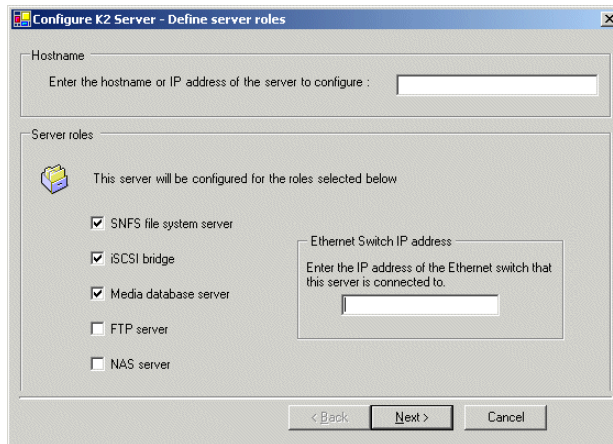 Configure K2 Server - Define server roles
Hostname
Enter the hostname or IP address of the server to configure :
Server roles
This server will be configured for the roles selected below
SNFS file system server
iSCSI bridge
Media database server
FTP server
NAS server
Ethernet Switch IP address
Enter the IP address of the Ethernet switch that
this server is connected to.
< Back
Next >
Cancel